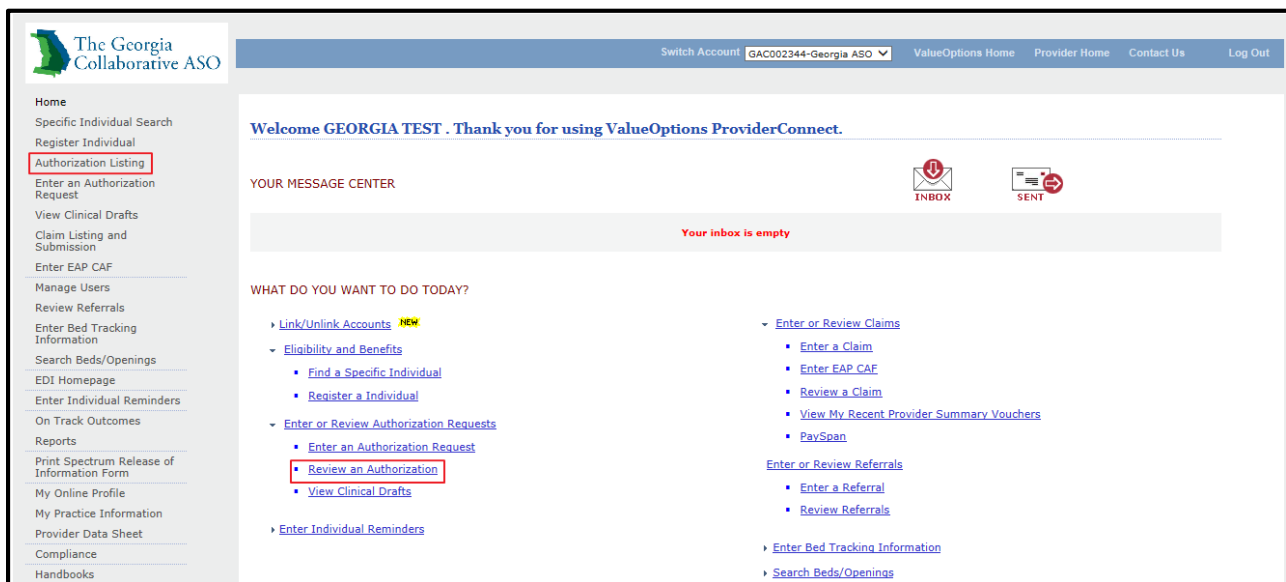 The Georgia
Collaborative ASO
Switch Account GAC002344-Georgia ASO ValueOptions Home Provider Home Contact Us Log Out
Home
Specific Individual Search
Register Individual
Authorization Listing
Enter an Authorization
Request
View Clinical Drafts
Claim Listing and
Submission
Enter EAP CAF
Manage Users
Review Referrals
Enter Bed Tracking
Information
Search Beds/Openings
EDI Homepage
Enter Individual Reminders
On Track Outcomes
Reports
Print Spectrum Release of
Information Form
My Online Profile
My Practice Information
Provider Data Sheet
Compliance
Handbooks
Welcome GEORGIA TEST . Thank you for using ValueOptions ProviderConnect.
YOUR MESSAGE CENTER
INBOX
SENT
Your inbox is empty
WHAT DO YOU WANT TO DO TODAY?
Link/Unlink Accounts NEW
Eligibility and Benefits
Find a Specific Individual
Register a Individual
Enter or Review Authorization Requests
Enter an Authorization Request
Review an Authorization
View Clinical Drafts
Enter Individual Reminders
Enter or Review Claims
Enter a Claim
Enter EAP CAF
Review a Claim
View My Recent Provider Summary Vouchers
PaySpan
Enter or Review Referrals
Enter a Referral
Review Referrals
Enter Bed Tracking Information
Search Beds/Openings